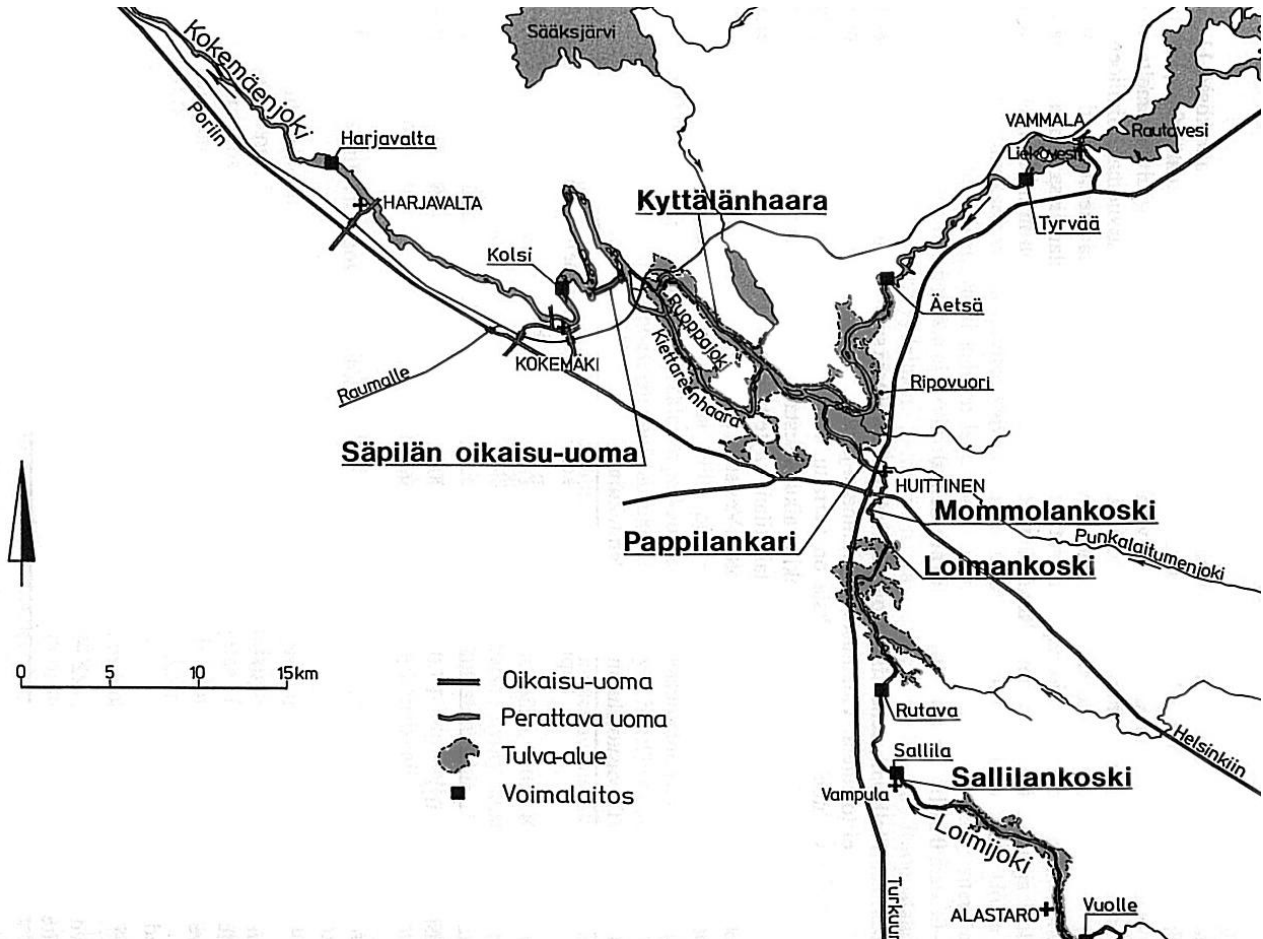 Sääksjärvi
Kokemäenjoki
Poriin
Harjavalta
HARJAVALTA
VAMMALA
Rautavesi
Liekovesi
Tyrvää
Kyttälänhaara
Kolsi
Äetsä
Ruoppajoki
Kiettareenhaara
KOKEMÄKI
Raumalle
Ripovuori
Säpilän oikaisu-uoma
HUITTINEN
Mommolankoski
Pappilankari
Loimankoski
Punkalaitumenjoki
0 5 10 15km
Oikaisu-uoma
Perattava uoma
Tulva-alue
Voimalaitos
Rutava
Helsinkiin
Sallila
Sallilankoski
Vampula
Loimijoki
Turkuun
ALASTARO
Vuolle